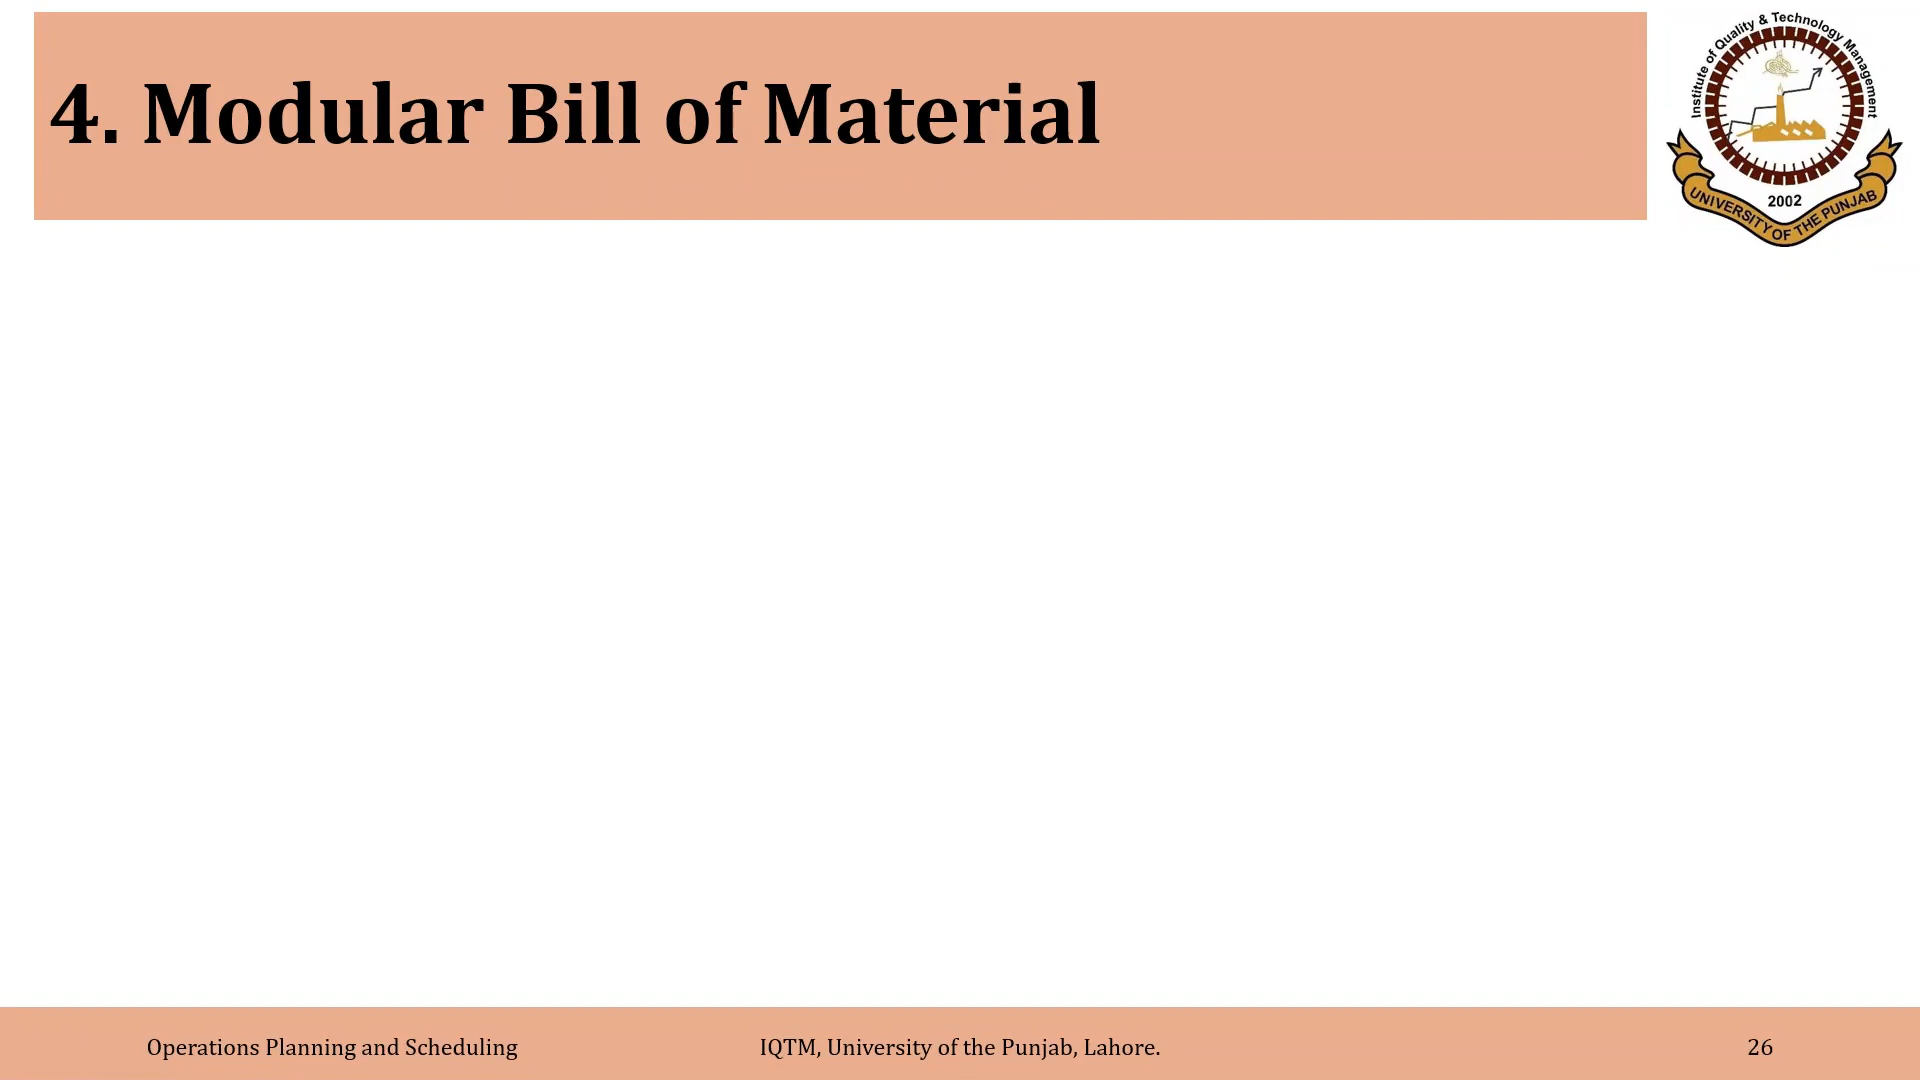 4. Modular Bill of Material
Institute of Quality & Technology Management
2002
UNIVERSITY OF THE PUNJAB
Operations Planning and Scheduling
IQTM, University of the Punjab, Lahore.
26